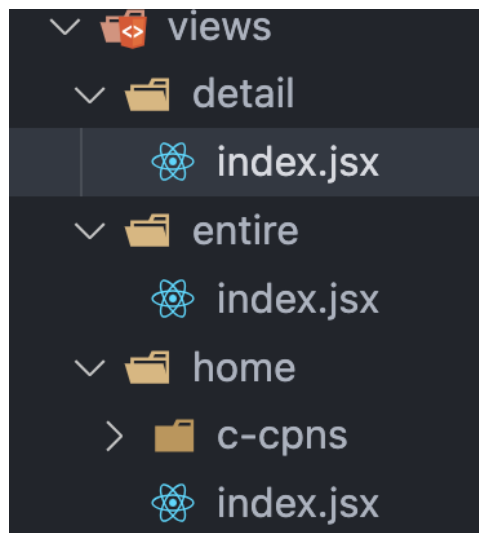 views
detail
index.jsx
entire
index.jsx
home
c-cpns
index.jsx